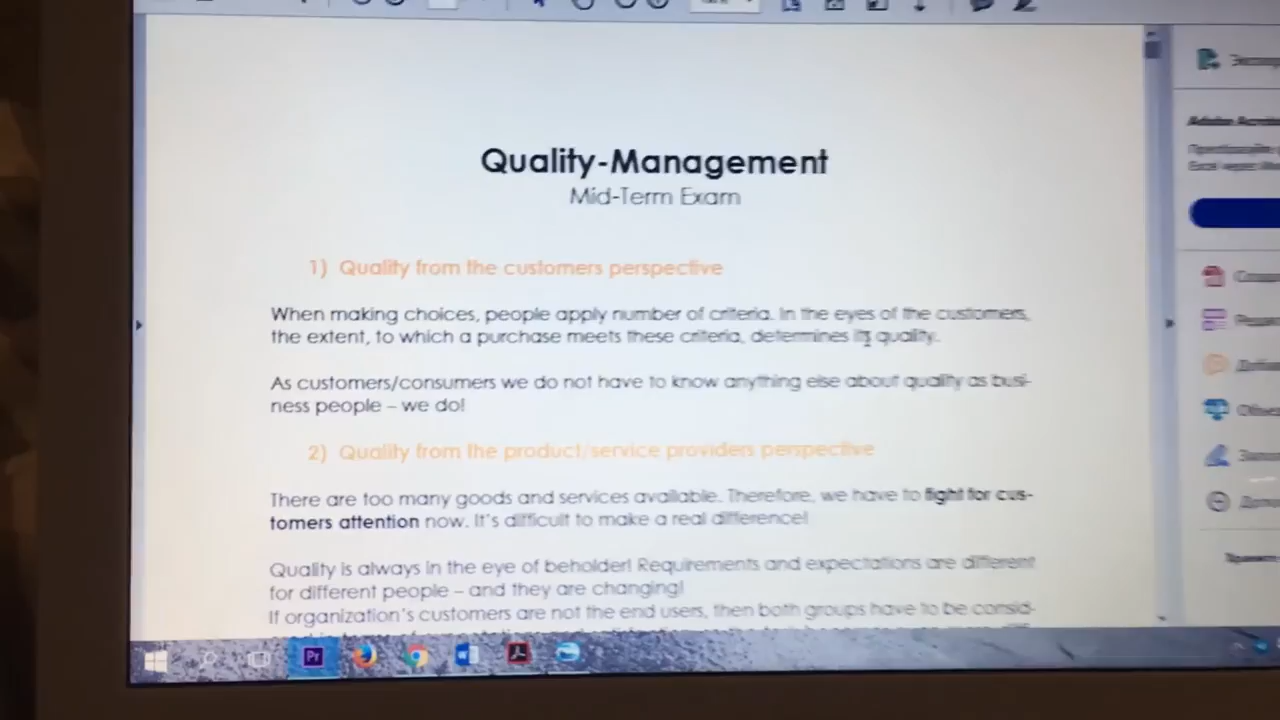 Quality-Management
Mid-Term Exam
1) Quality from the customers perspective
When making choices, people apply number of criteria. In the eyes of the customers,
the extent, to which a purchase meets these criteria, determines its quality.
As customers/consumers we do not have to know anything else about quality as busi-
ness people – we do!
2) Quality from the product/service providers perspective
There are too many goods and services available. Therefore, we have to fight for cus-
tomers attention now. It's difficult to make a real difference!
Quality is always in the eye of beholder! Requirements and expectations are different
for different people – and they are changing!
If organization's customers are not the end users, then both groups have to be consid-
Adobe
Pr